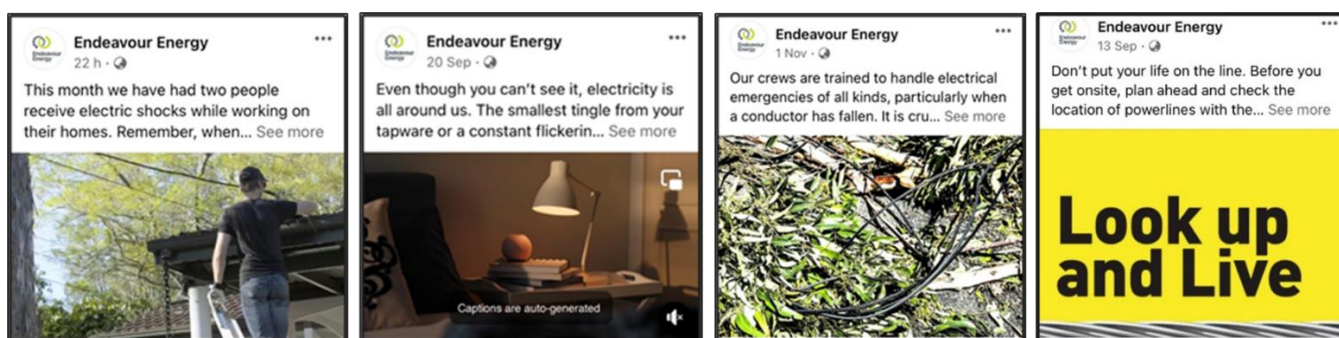 Endeavour Energy
22 h ·
This month we have had two people
receive electric shocks while working on
their homes. Remember, when... See more
Endeavour Energy
20 Sep ·
Even though you can't see it, electricity is
all around us. The smallest tingle from your
tapware or a constant flickerin... See more
Captions are auto-generated
Endeavour Energy
1 Nov ·
Our crews are trained to handle electrical
emergencies of all kinds, particularly when
a conductor has fallen. It is cru... See more
Endeavour Energy
13 Sep ·
Don't put your life on the line. Before you
get onsite, plan ahead and check the
location of powerlines with the... See more
Look up
and Live